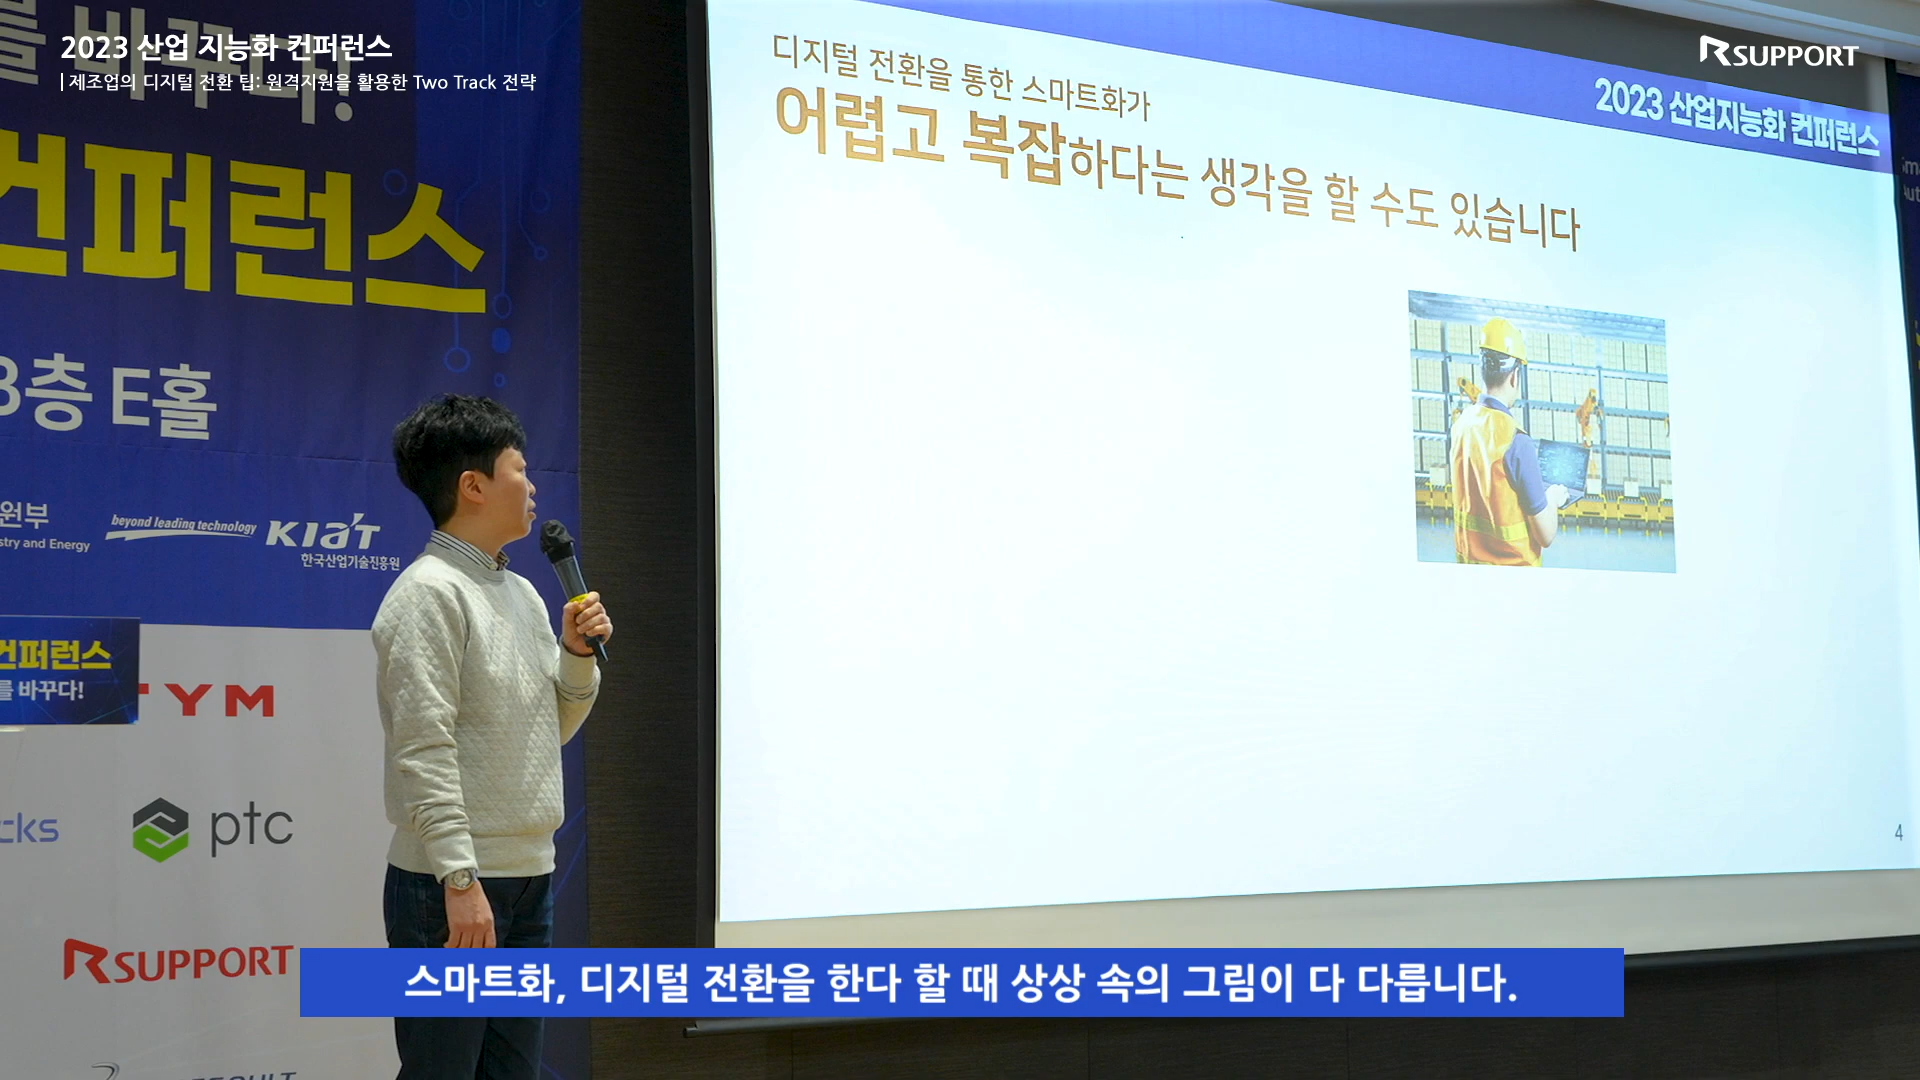 2023 산업 지능화 컨퍼런스
| 제조업의 디지털 전환 팁: 원격지원을 활용한 Two Track 전략
RSUPPORT
를 바꾸다!
컨퍼런스
3층 E홀
원부
stry and Energy
beyond leading technology
KIAT
한국산업기술진흥원
컨퍼런스
를 바꾸다!
TYM
cks
ptc
RSUPPORT
디지털 전환을 통한 스마트화가
어렵고 복잡하다는 생각을 할 수도 있습니다
2023 산업지능화 컨퍼런스
4
스마트화, 디지털 전환을 한다 할 때 상상 속의 그림이 다 다릅니다.